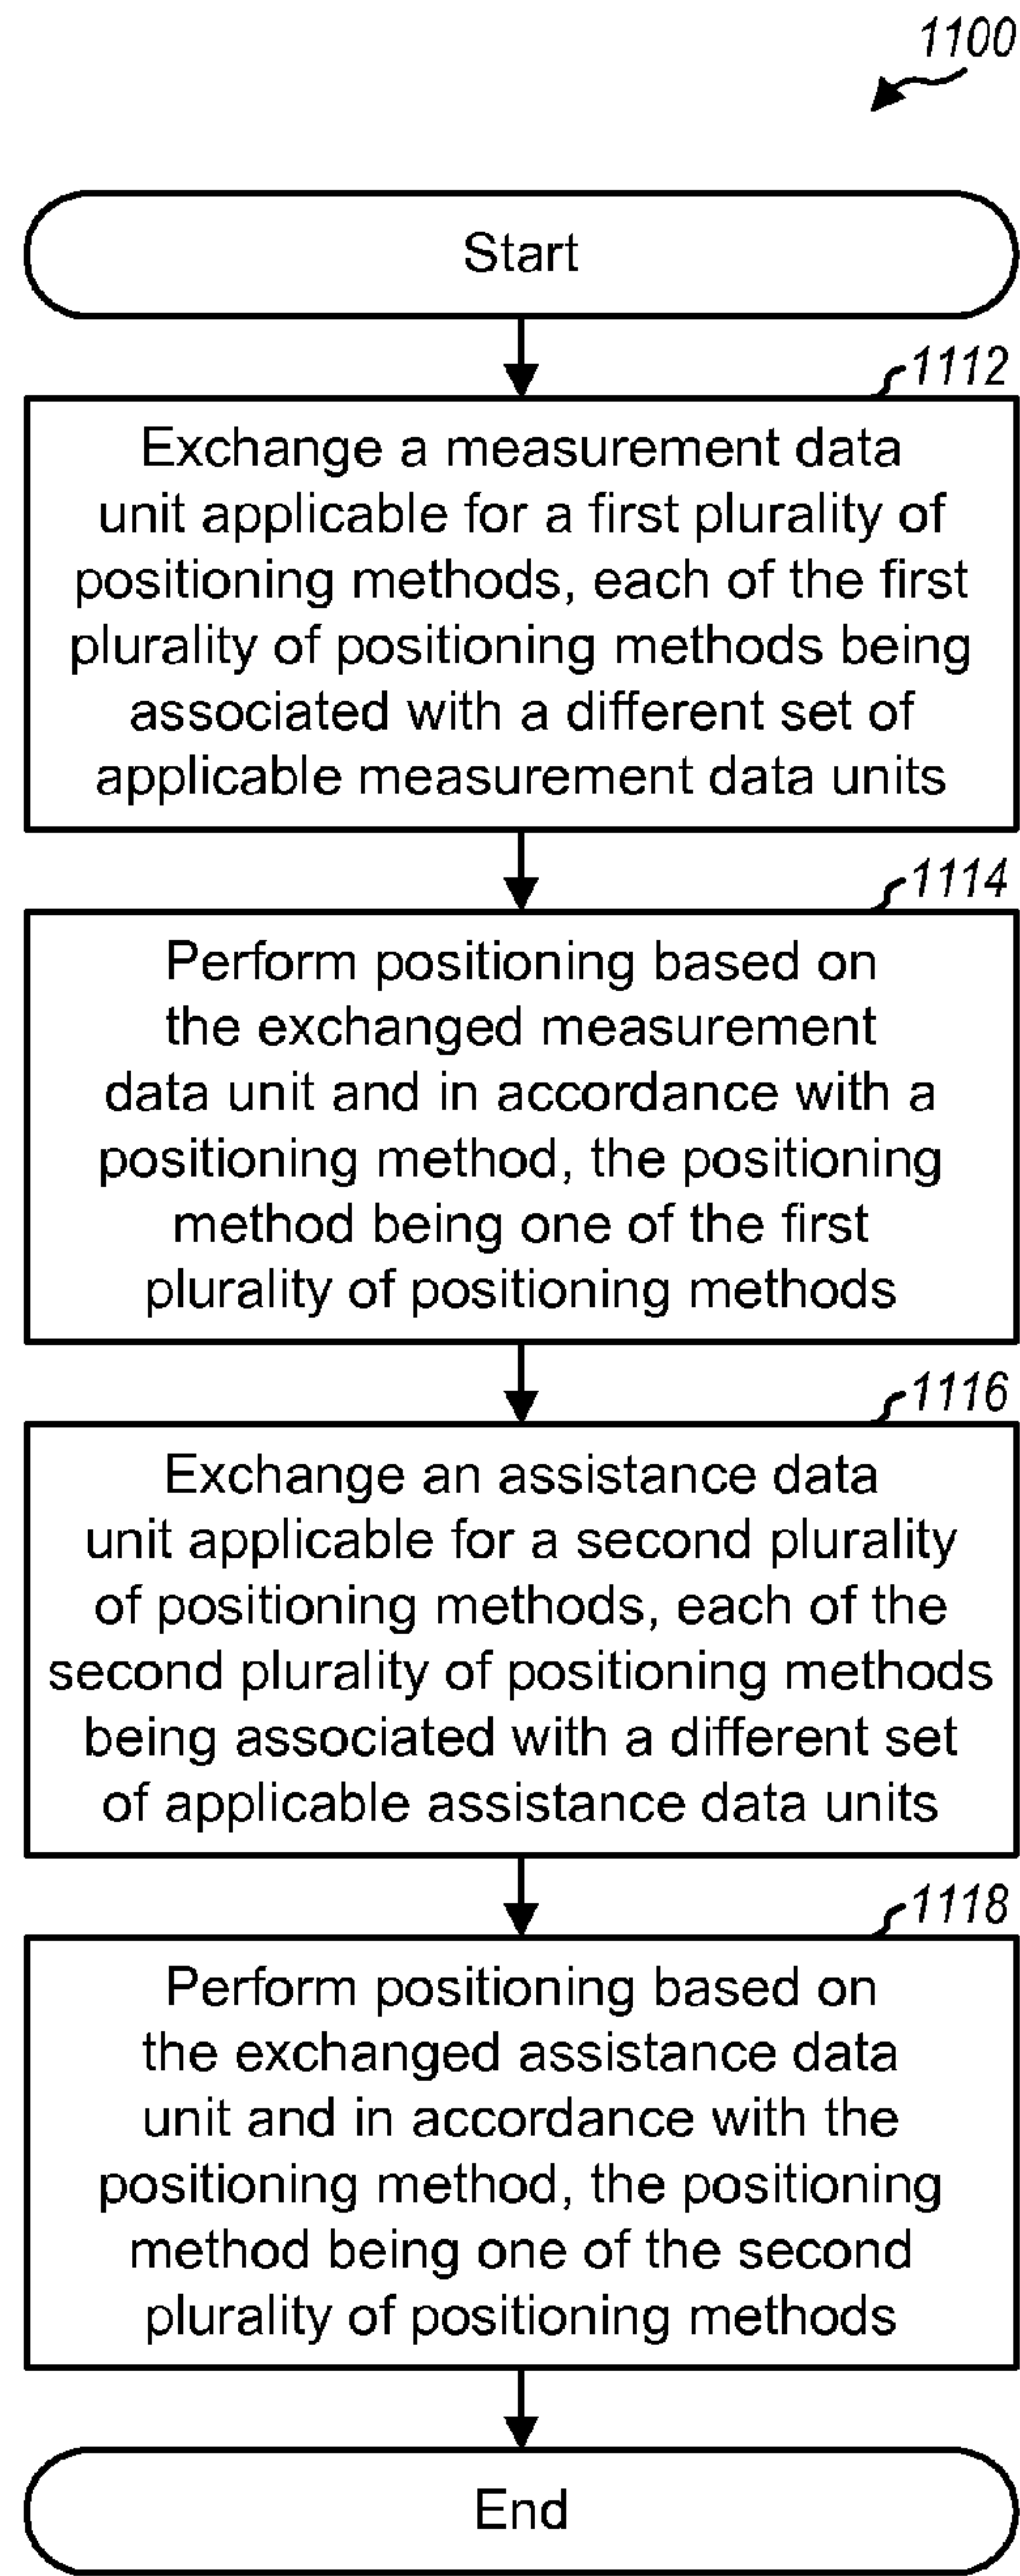 1100
Start
1112
Exchange a measurement data
unit applicable for a first plurality of
positioning methods, each of the first
plurality of positioning methods being
associated with a different set of
applicable measurement data units
1114
Perform positioning based on
the exchanged measurement
data unit and in accordance with a
positioning method, the positioning
method being one of the first
plurality of positioning methods
1116
Exchange an assistance data
unit applicable for a second plurality
of positioning methods, each of the
second plurality of positioning methods
being associated with a different set
of applicable assistance data units
1118
Perform positioning based on
the exchanged assistance data
unit and in accordance with the
positioning method, the positioning
method being one of the second
plurality of positioning methods
End